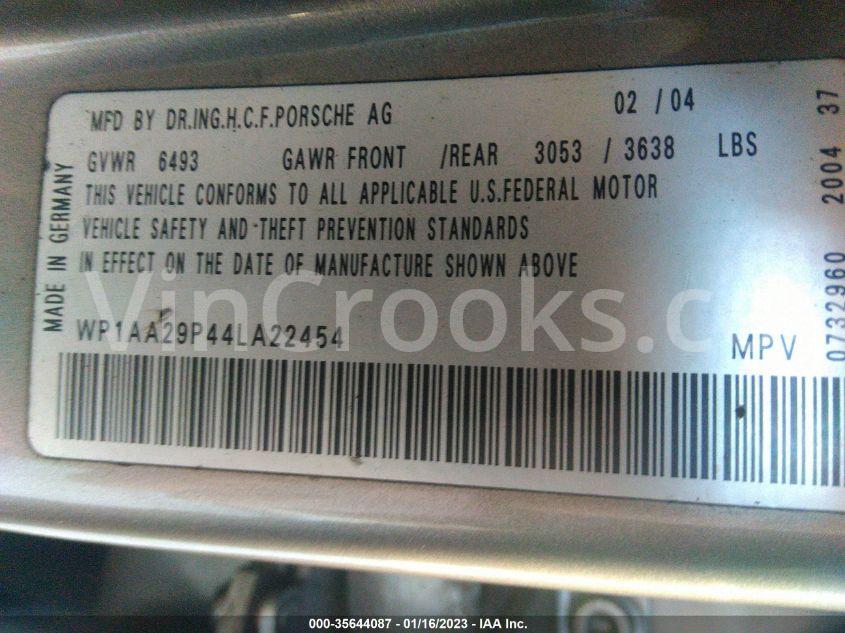 MFD BY DR.ING.H.C.F.PORSCHE AG 02 / 04
GVWR 6493 GAWR FRONT /REAR 3053 / 3638 LBS
THIS VEHICLE CONFORMS TO ALL APPLICABLE U.S.FEDERAL MOTOR
VEHICLE SAFETY AND THEFT PREVENTION STANDARDS
IN EFFECT ON THE DATE OF MANUFACTURE SHOWN ABOVE
WP1AA29P44LA22454 MPV
MADE IN GERMANY
0732960 2004 37
VinCrooks.c
000-35644087 - 01/16/2023 - IAA Inc.